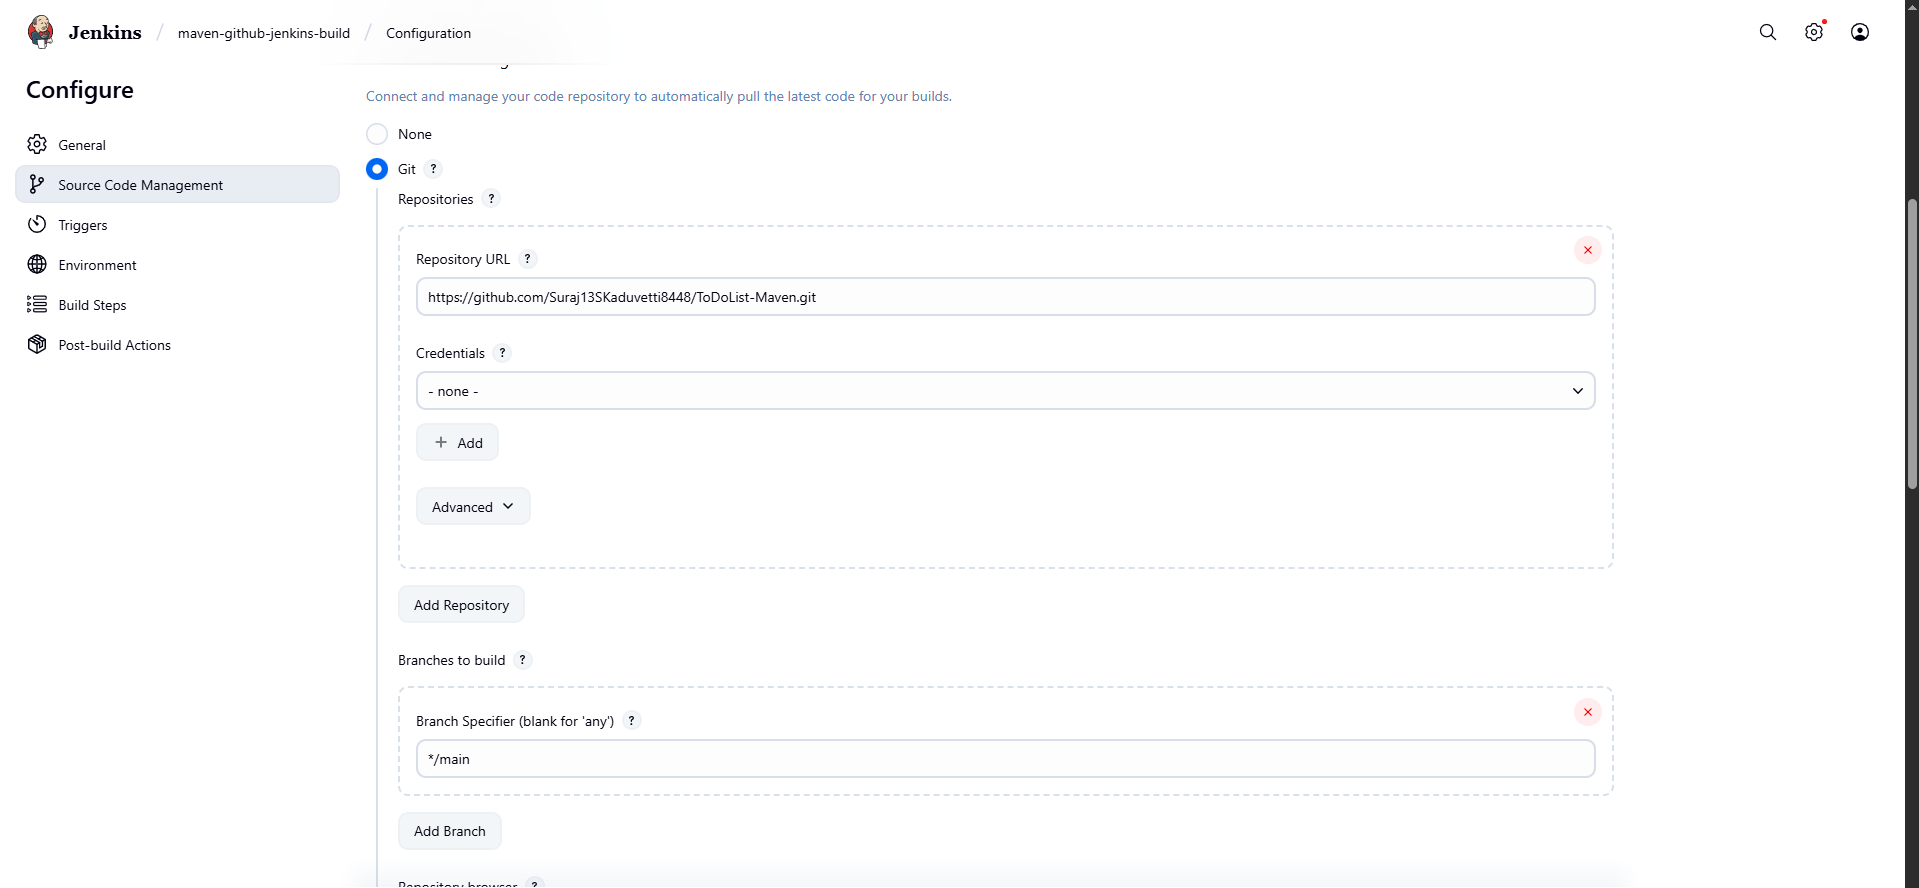 Jenkins / maven-github-jenkins-build / Configuration
Configure
General
Source Code Management
Triggers
Environment
Build Steps
Post-build Actions
Connect and manage your code repository to automatically pull the latest code for your builds.
None
Git ?
Repositories ?
Repository URL ?
https://github.com/Suraj13SKaduvetti8448/ToDoList-Maven.git
Credentials ?
- none -
+ Add
Advanced
Add Repository
Branches to build ?
Branch Specifier (blank for 'any') ?
*/main
Add Branch
Repository browser ?